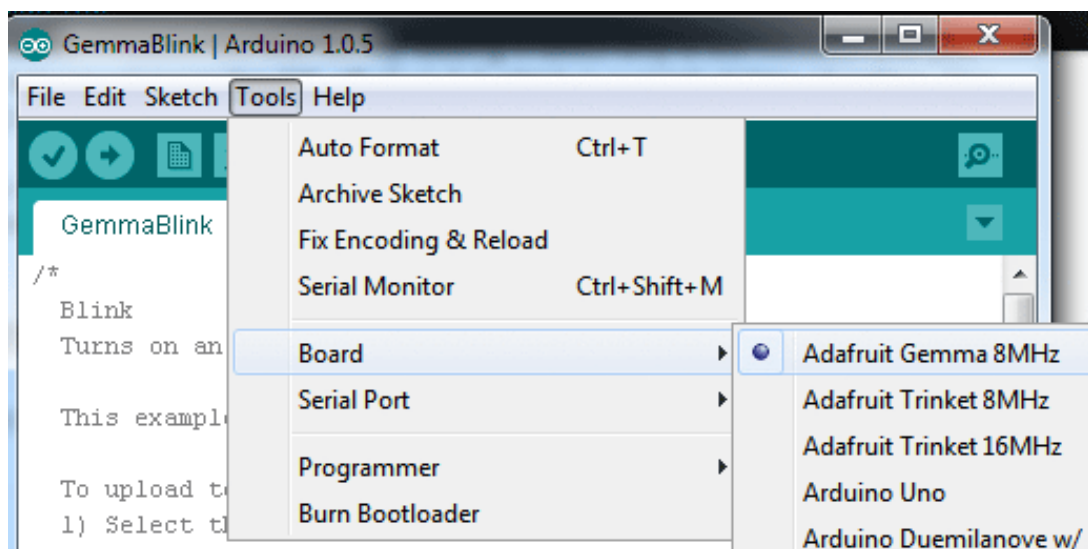 GemmaBlink | Arduino 1.0.5
File Edit Sketch Tools Help
Auto Format Ctrl+T
Archive Sketch
GemmaBlink
Fix Encoding & Reload
/*
Serial Monitor Ctrl+Shift+M
Blink
Turns on an
Board
Adafruit Gemma 8MHz
Serial Port
Adafruit Trinket 8MHz
This
Adafruit Trinket 16MHz
Programmer
To upload
Arduino Uno
1) Select
Burn Bootloader
Arduino Duemilanove w/